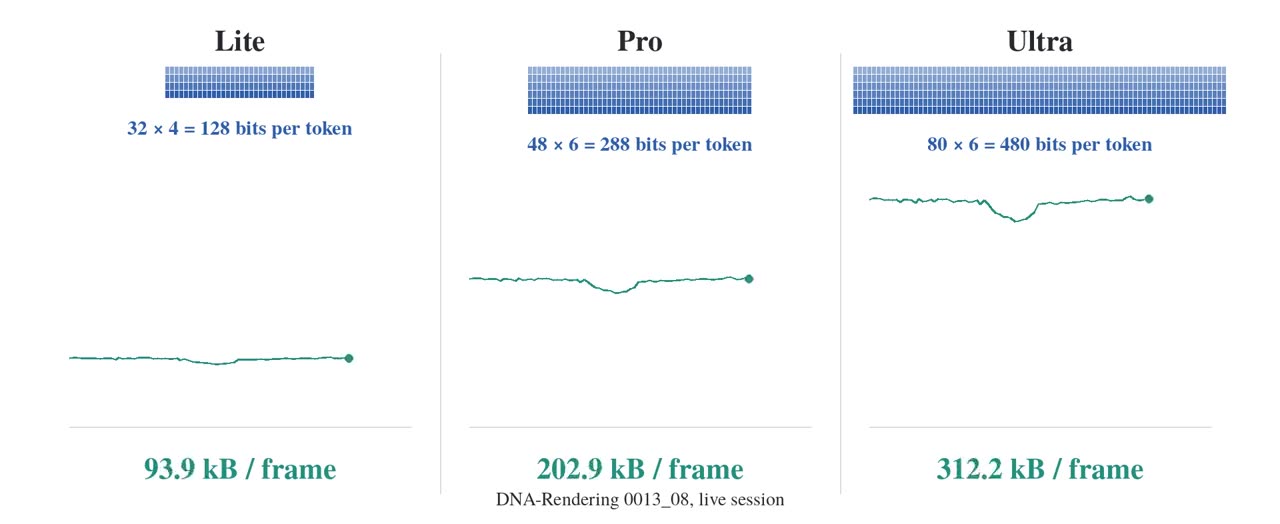 Lite
32 × 4 = 128 bits per token
93.9 kB / frame
Pro
48 × 6 = 288 bits per token
202.9 kB / frame
Ultra
80 × 6 = 480 bits per token
312.2 kB / frame
DNA-Rendering 0013_08, live session